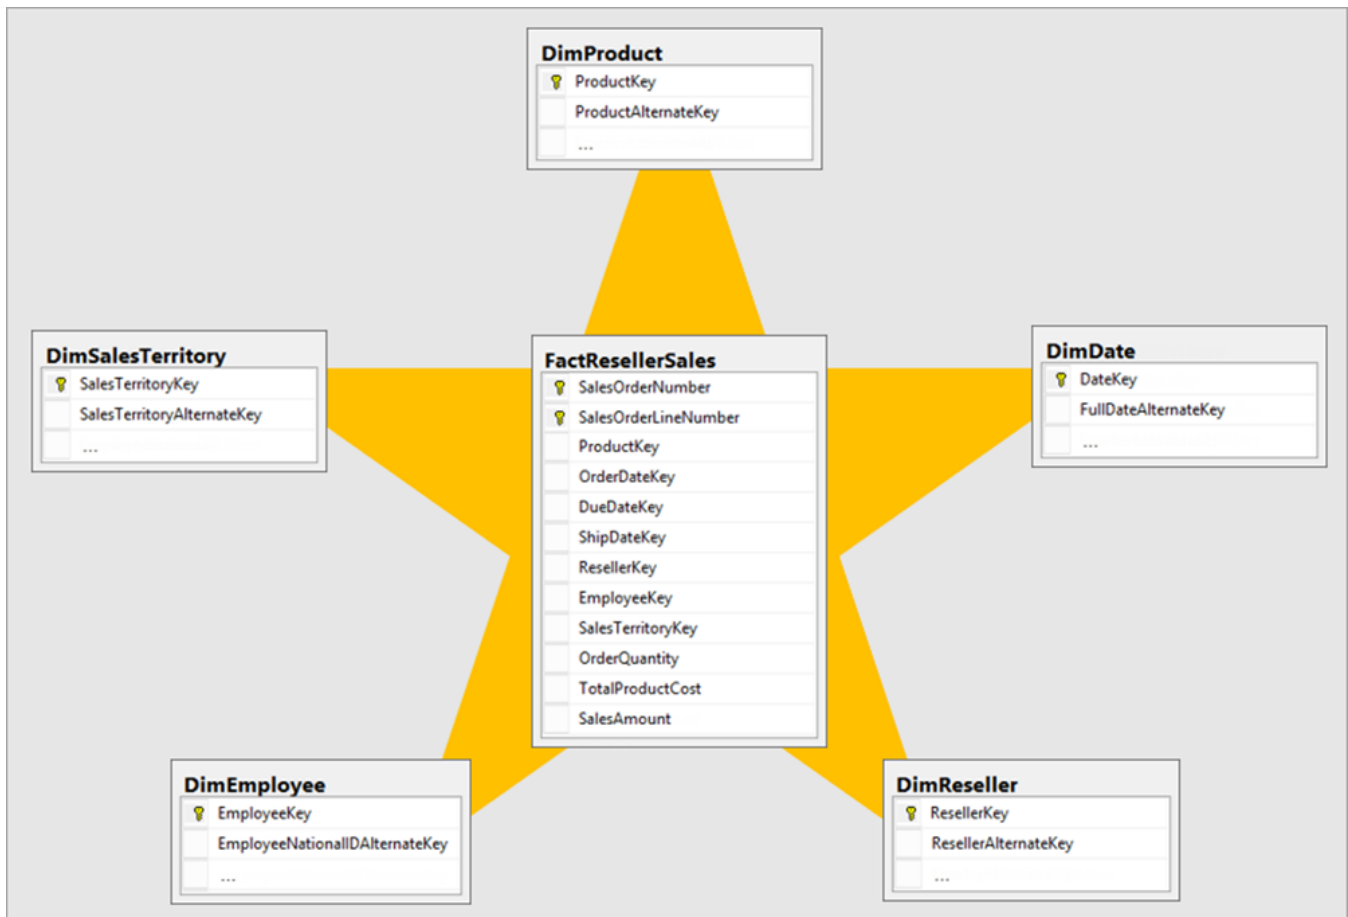 DimProduct
ProductKey
ProductAlternateKey
...
DimSalesTerritory
SalesTerritoryKey
SalesTerritoryAlternateKey
...
FactResellerSales
SalesOrderNumber
SalesOrderLineNumber
ProductKey
OrderDateKey
DueDateKey
ShipDateKey
ResellerKey
EmployeeKey
SalesTerritoryKey
OrderQuantity
TotalProductCost
SalesAmount
DimDate
DateKey
FullDateAlternateKey
...
DimEmployee
EmployeeKey
EmployeeNationalIDAlternateKey
...
DimReseller
ResellerKey
ResellerAlternateKey
...